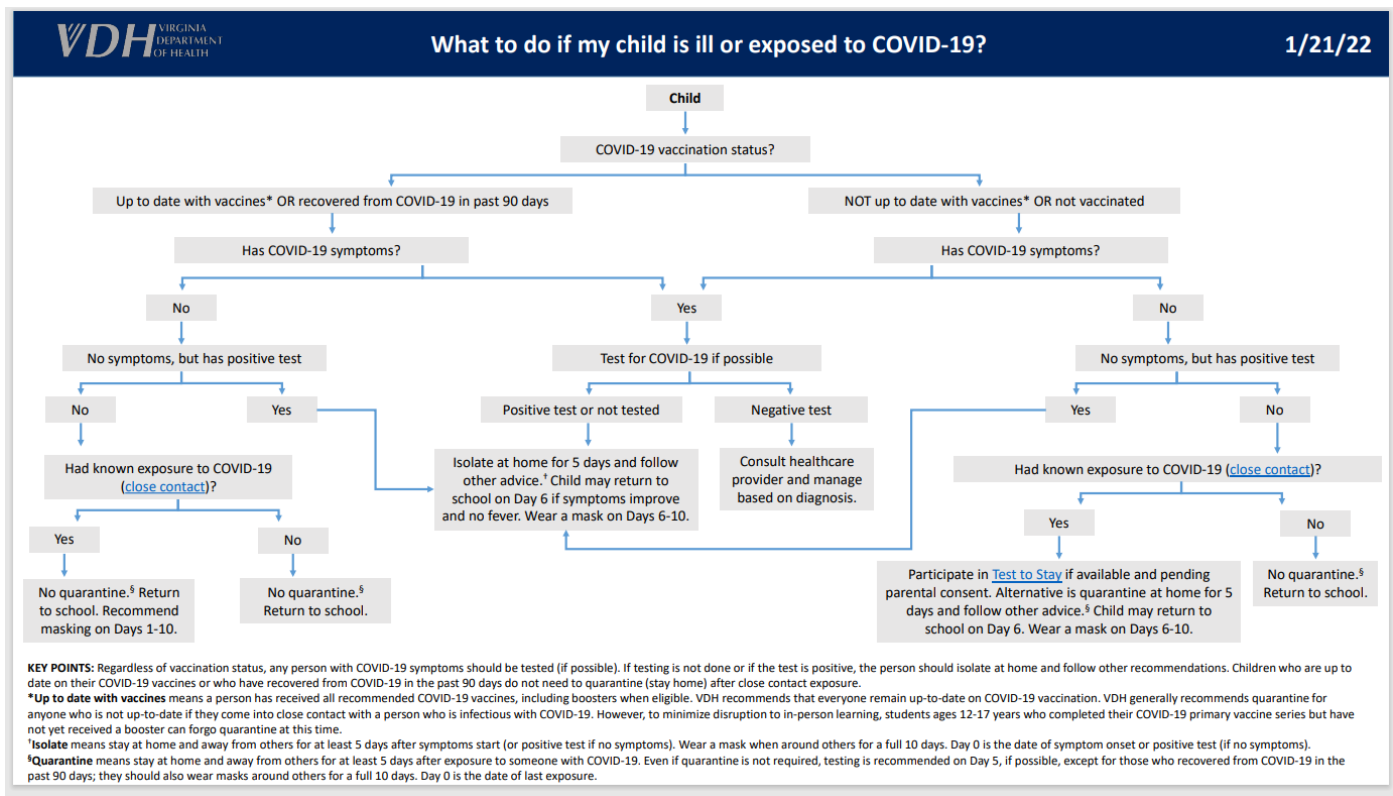 VDH VIRGINIA
DEPARTMENT
OF HEALTH
What to do if my child is ill or exposed to COVID-19?
1/21/22
Child
COVID-19 vaccination status?
Up to date with vaccines* OR recovered from COVID-19 in past 90 days
NOT up to date with vaccines* OR not vaccinated
Has COVID-19 symptoms?
Has COVID-19 symptoms?
No
Yes
No
No symptoms, but has positive test
Test for COVID-19 if possible
No symptoms, but has positive test
No
Yes
Positive test or not tested
Negative test
Yes
No
Had known exposure to COVID-19
(close contact)?
Isolate at home for 5 days and follow
other advice.† Child may return to
school on Day 6 if symptoms improve
and no fever. Wear a mask on Days 6-10.
Consult healthcare
provider and manage
based on diagnosis.
Had known exposure to COVID-19 (close contact)?
Yes
No
Yes
No
No quarantine.§ Return
to school. Recommend
masking on Days 1-10.
No quarantine.§
Return to school.
Participate in Test to Stay if available and pending
parental consent. Alternative is quarantine at home for 5
days and follow other advice.§ Child may return to
school on Day 6. Wear a mask on Days 6-10.
No quarantine.§
Return to school.
KEY POINTS: Regardless of vaccination status, any person with COVID-19 symptoms should be tested (if possible). If testing is not done or if the test is positive, the person should isolate at home and follow other recommendations. Children who are up to
date on their COVID-19 vaccines or who have recovered from COVID-19 in the past 90 days do not need to quarantine (stay home) after close contact exposure.
*Up to date with vaccines means a person has received all recommended COVID-19 vaccines, including boosters when eligible. VDH recommends that everyone remain up-to-date on COVID-19 vaccination. VDH generally recommends quarantine for
anyone who is not up-to-date if they come into close contact with a person who is infectious with COVID-19. However, to minimize disruption to in-person learning, students ages 12-17 years who completed their COVID-19 primary vaccine series but have
not yet received a booster can forgo quarantine at this time.
†Isolate means stay at home and away from others for at least 5 days after symptoms start (or positive test if no symptoms). Wear a mask when around others for a full 10 days. Day 0 is the date of symptom onset or positive test (if no symptoms).
§Quarantine means stay at home and away from others for at least 5 days after exposure to someone with COVID-19. Even if quarantine is not required, testing is recommended on Day 5, if possible, except for those who recovered from COVID-19 in the
past 90 days; they should also wear masks around others for a full 10 days. Day 0 is the date of last exposure.